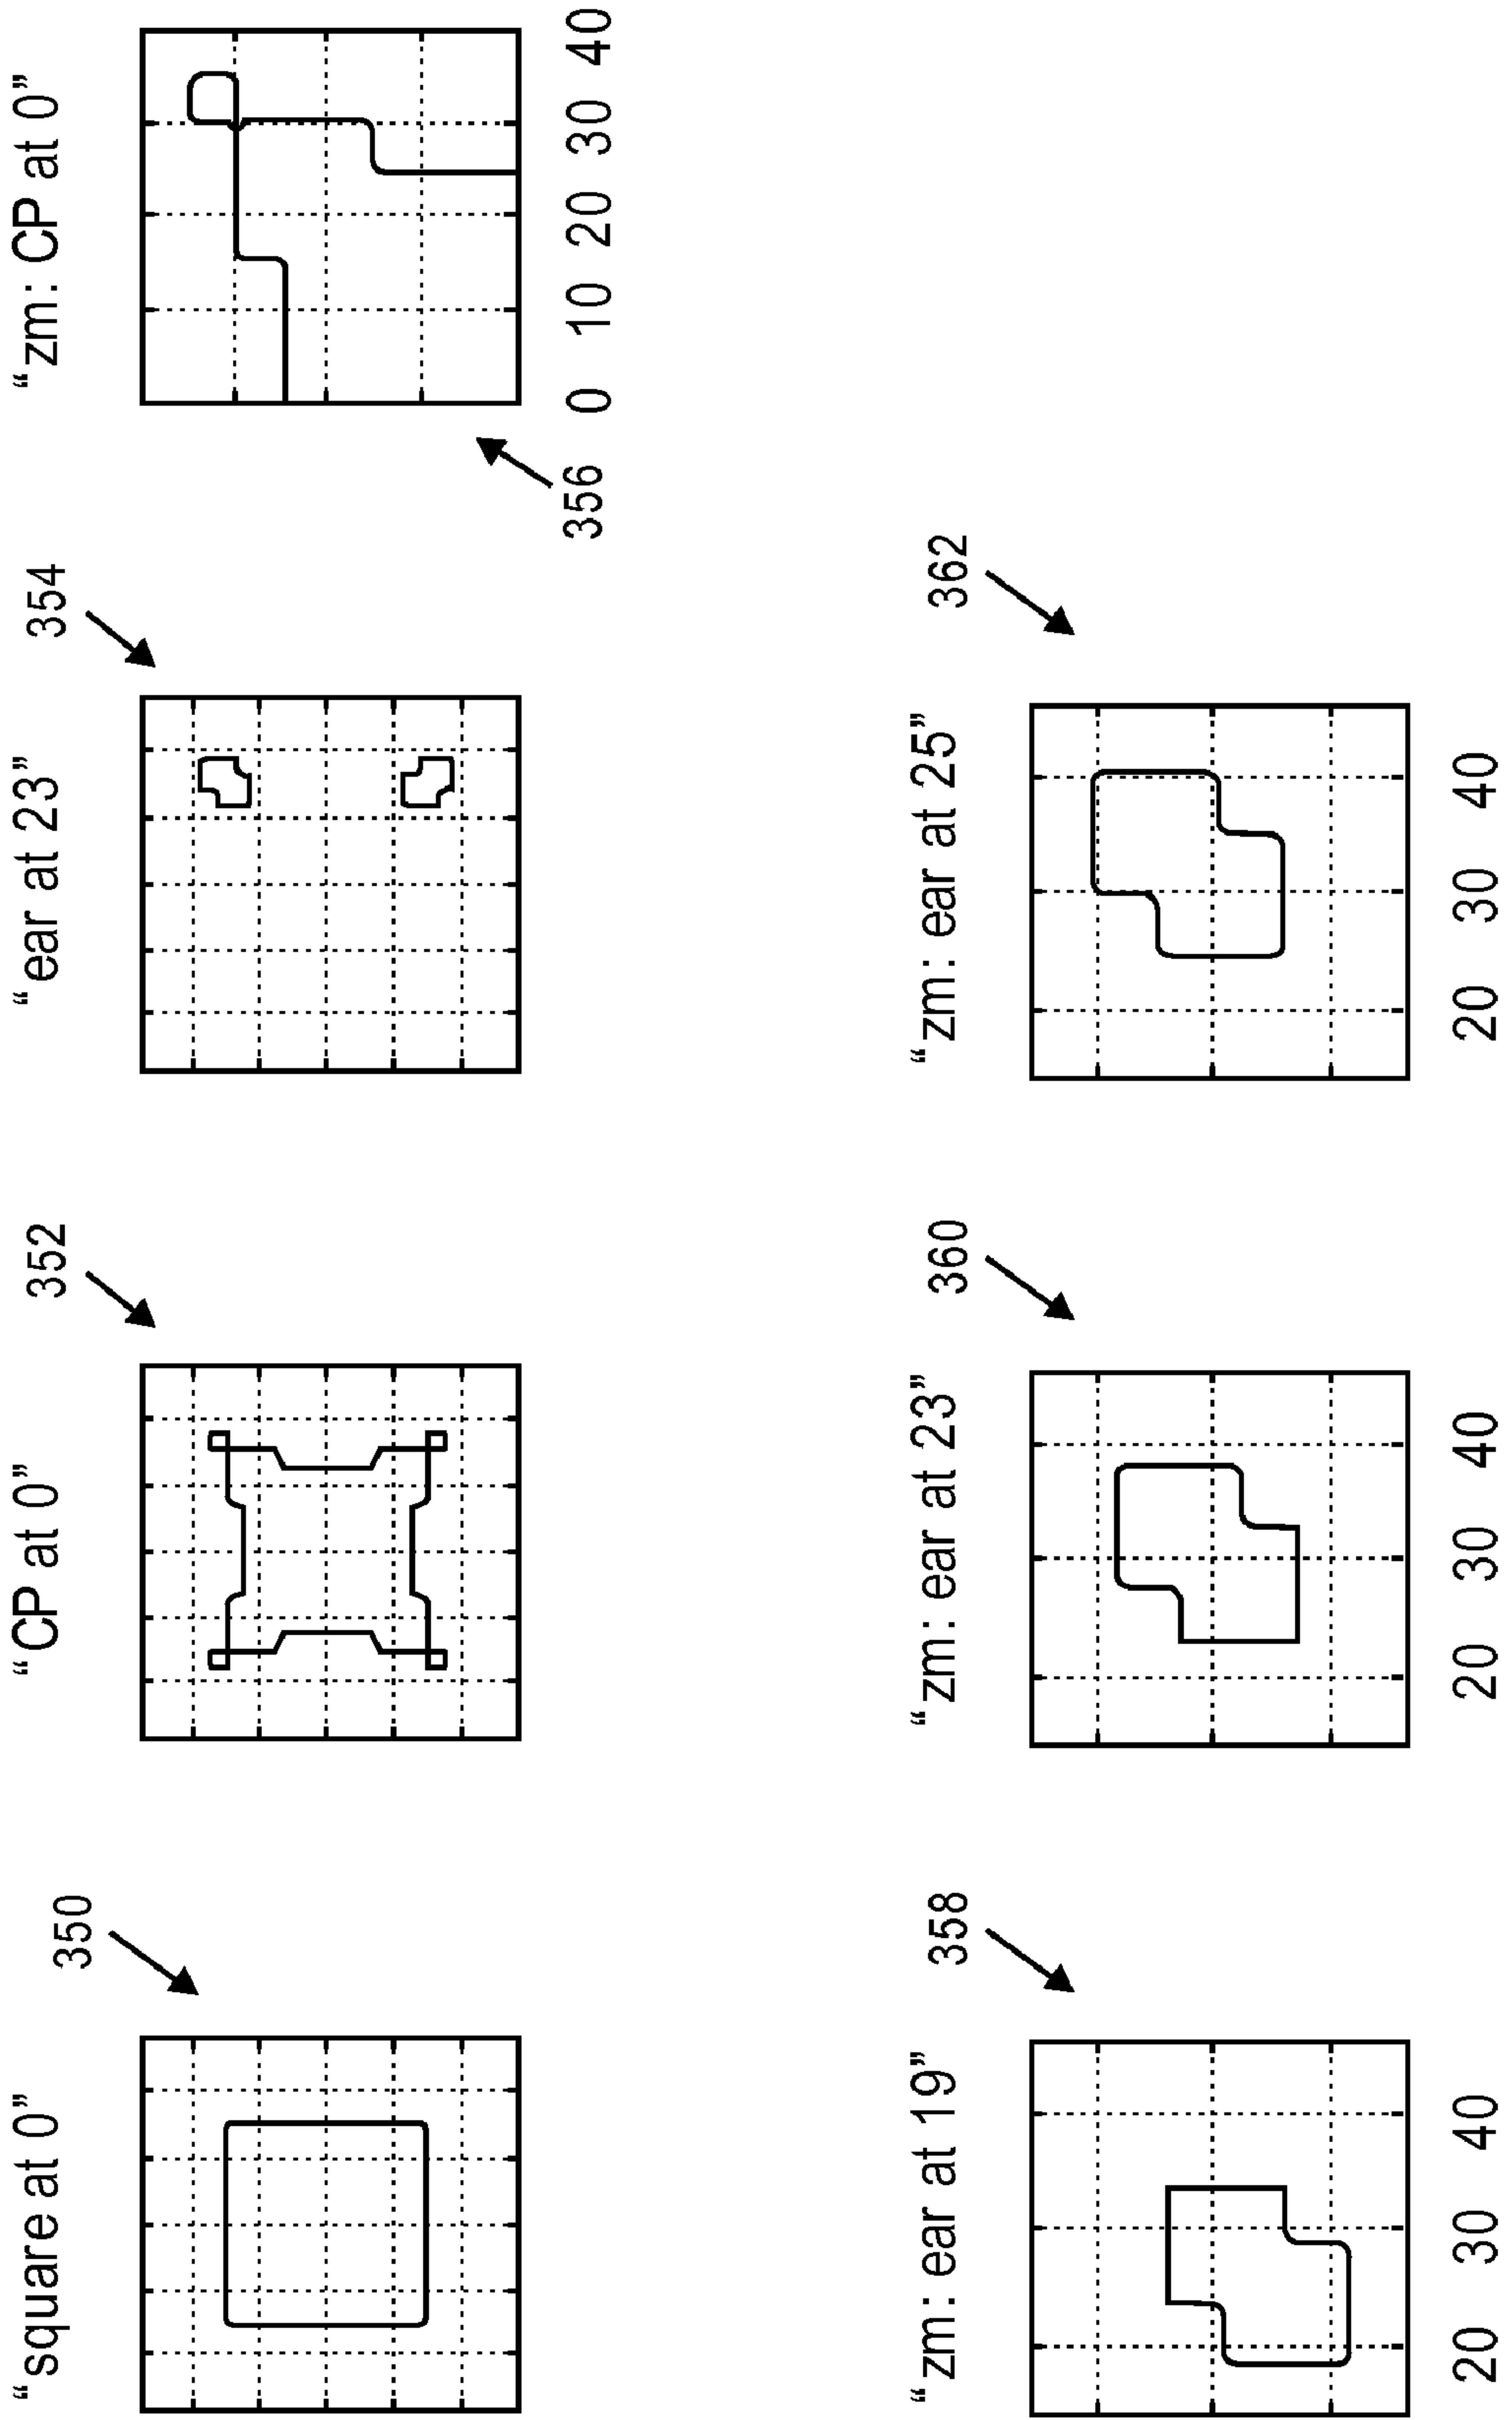 “square at 0”
350
“CP at 0”
352
“ear at 23”
354
“zm: CP at 0”
0 10 20 30 40
356
“zm: ear at 19”
358
20 30 40
“zm: ear at 23”
360
20 30 40
“zm: ear at 25”
362
20 30 40